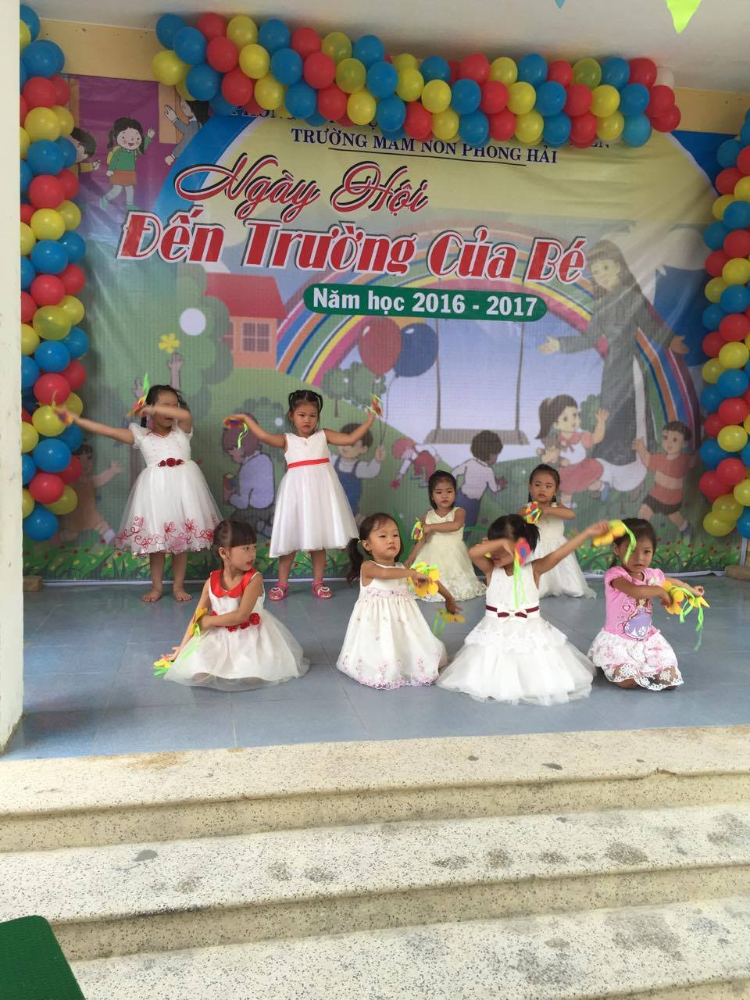 TRƯỜNG MẦM NON PHONG HẢI
Ngày Hội
Đến Trường Của Bé
Năm học 2016 - 2017